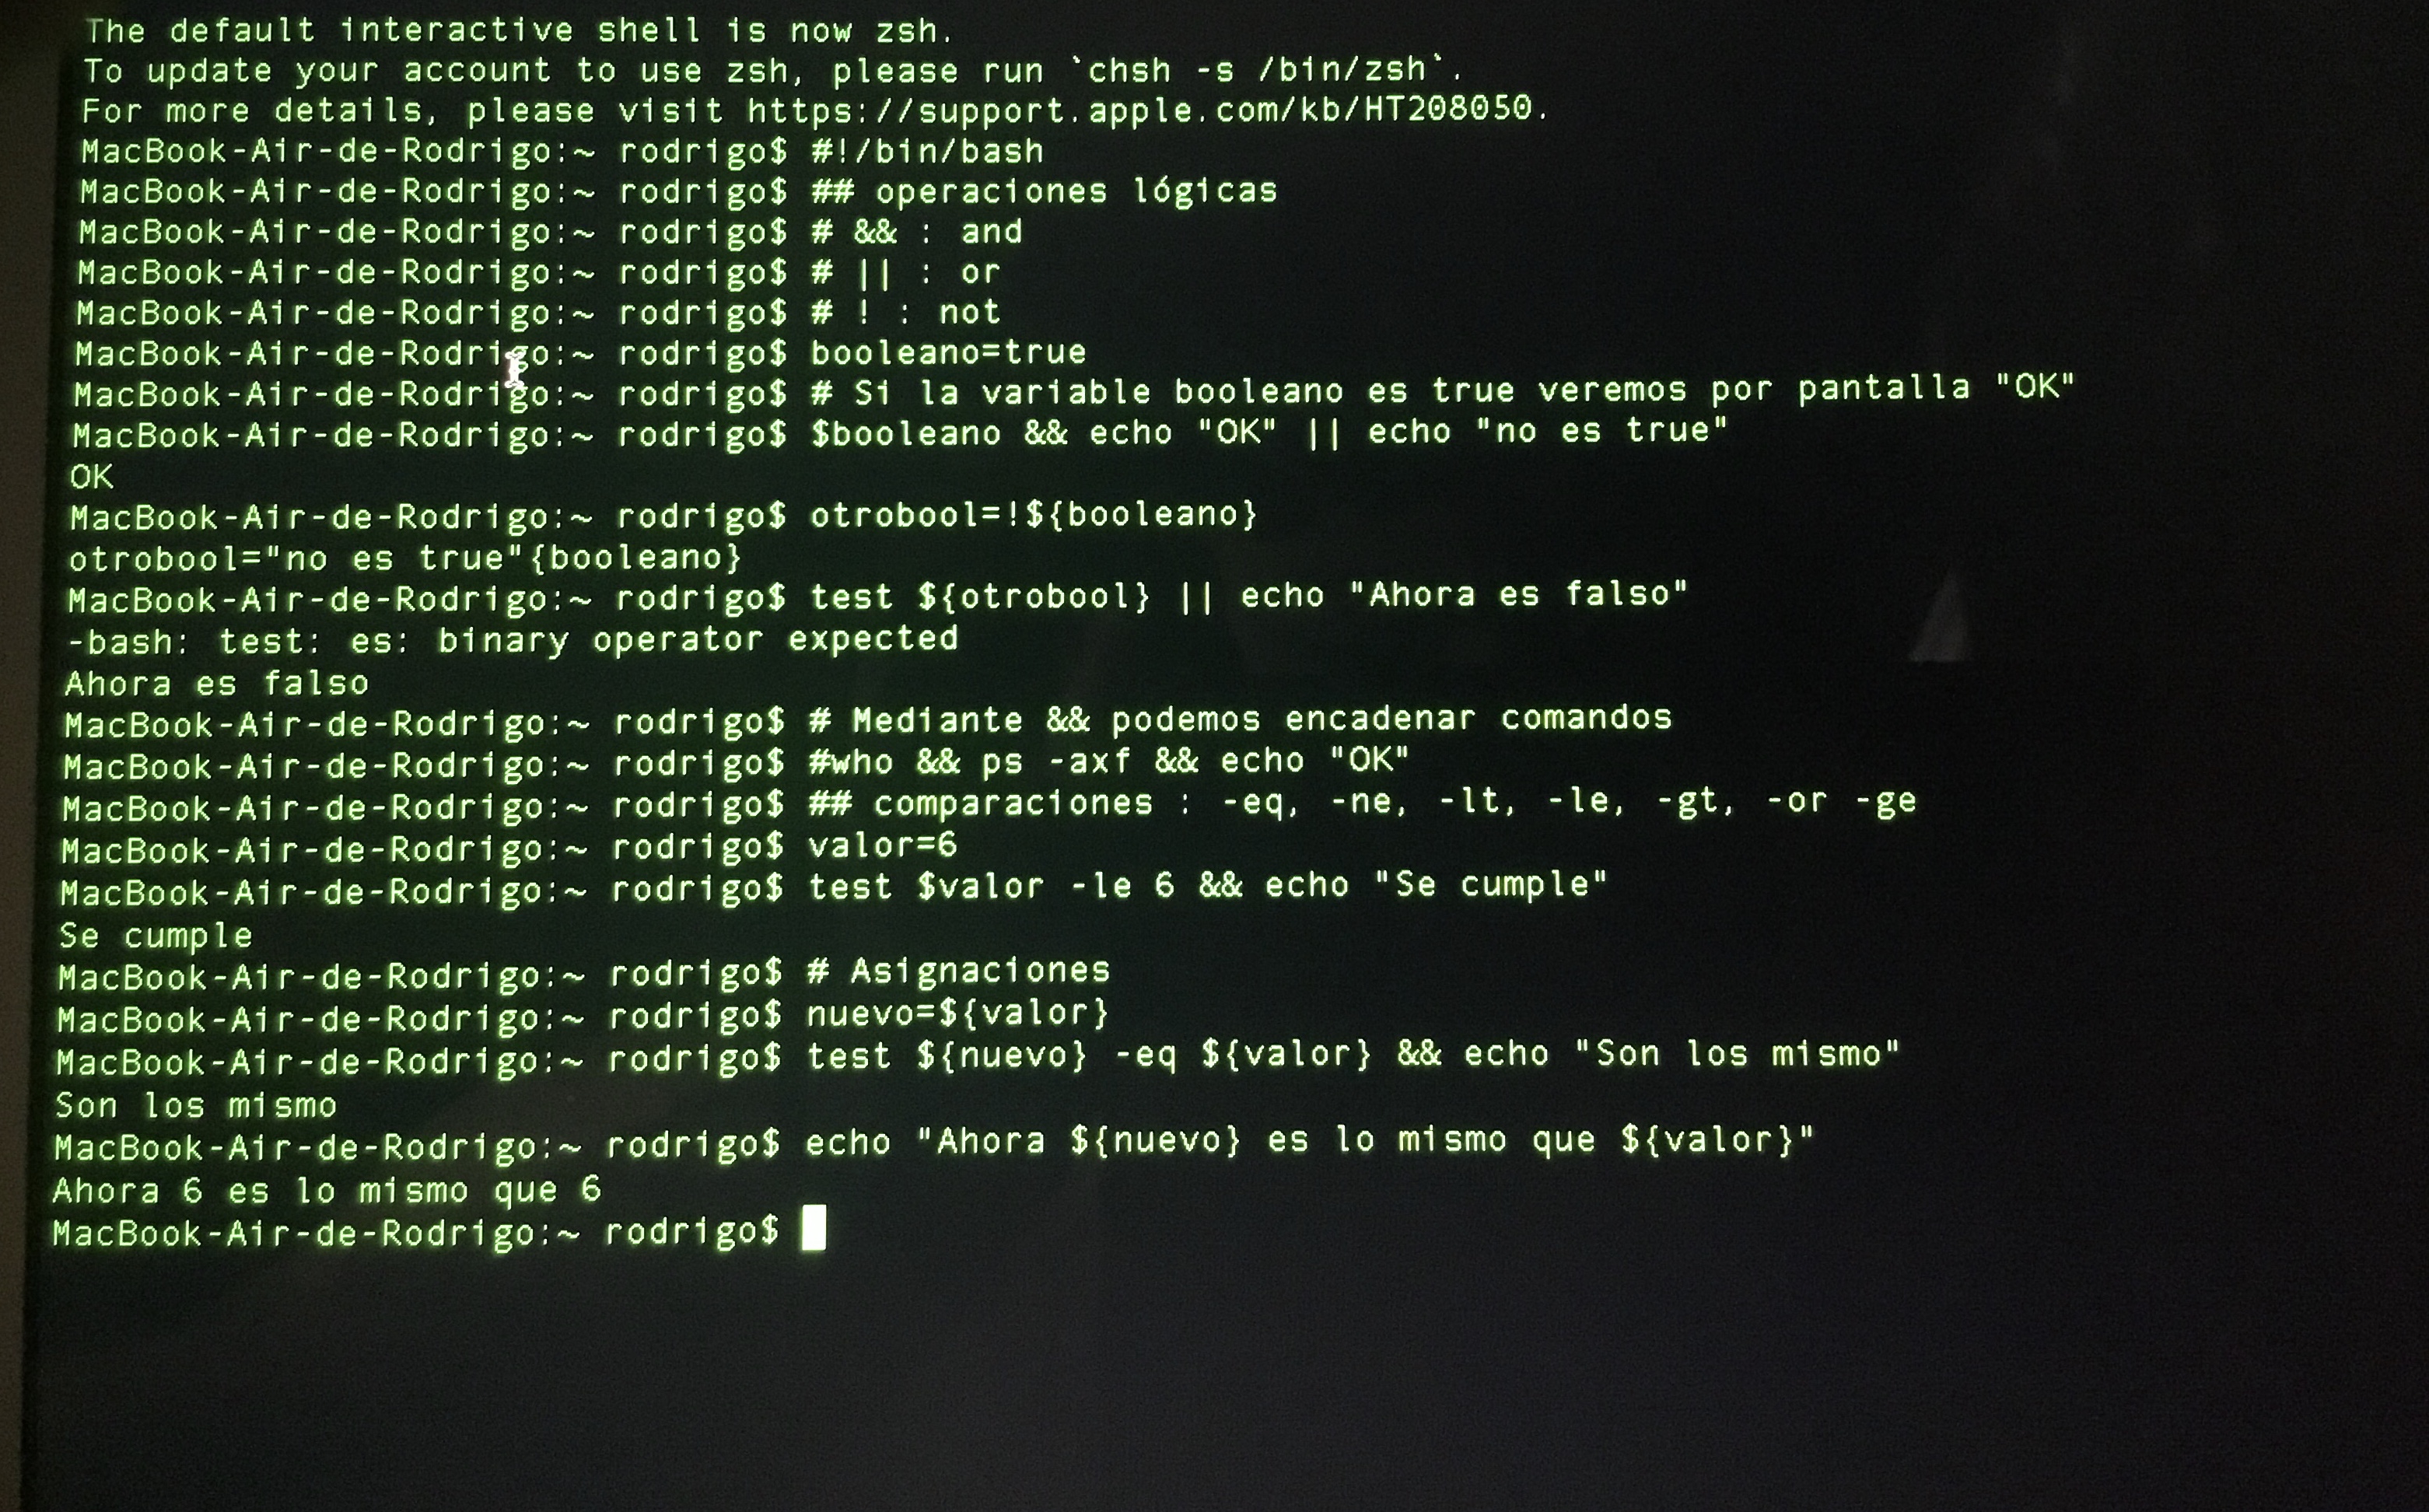 The default interactive shell is now zsh.
To update your account to use zsh, please run `chsh -s /bin/zsh`.
For more details, please visit https://support.apple.com/kb/HT208050.
MacBook-Air-de-Rodrigo:~ rodrigo$ #!/bin/bash
MacBook-Air-de-Rodrigo:~ rodrigo$ ## operaciones lógicas
MacBook-Air-de-Rodrigo:~ rodrigo$ # && : and
MacBook-Air-de-Rodrigo:~ rodrigo$ # || : or
MacBook-Air-de-Rodrigo:~ rodrigo$ # ! : not
MacBook-Air-de-Rodrigo:~ rodrigo$ booleano=true
MacBook-Air-de-Rodrigo:~ rodrigo$ # Si la variable booleano es true veremos por pantalla "OK"
MacBook-Air-de-Rodrigo:~ rodrigo$ $booleano && echo "OK" || echo "no es true"
OK
MacBook-Air-de-Rodrigo:~ rodrigo$ otrobool=!${booleano}
otrobool="no es true"{booleano}
MacBook-Air-de-Rodrigo:~ rodrigo$ test ${otrobool} || echo "Ahora es falso"
-bash: test: es: binary operator expected
Ahora es falso
MacBook-Air-de-Rodrigo:~ rodrigo$ # Mediante && podemos encadenar comandos
MacBook-Air-de-Rodrigo:~ rodrigo$ #who && ps -axf && echo "OK"
MacBook-Air-de-Rodrigo:~ rodrigo$ ## comparaciones : -eq, -ne, -lt, -le, -gt, -or -ge
MacBook-Air-de-Rodrigo:~ rodrigo$ valor=6
MacBook-Air-de-Rodrigo:~ rodrigo$ test $valor -le 6 && echo "Se cumple"
Se cumple
MacBook-Air-de-Rodrigo:~ rodrigo$ # Asignaciones
MacBook-Air-de-Rodrigo:~ rodrigo$ nuevo=${valor}
MacBook-Air-de-Rodrigo:~ rodrigo$ test ${nuevo} -eq ${valor} && echo "Son los mismo"
Son los mismo
MacBook-Air-de-Rodrigo:~ rodrigo$ echo "Ahora ${nuevo} es lo mismo que ${valor}"
Ahora 6 es lo mismo que 6
MacBook-Air-de-Rodrigo:~ rodrigo$